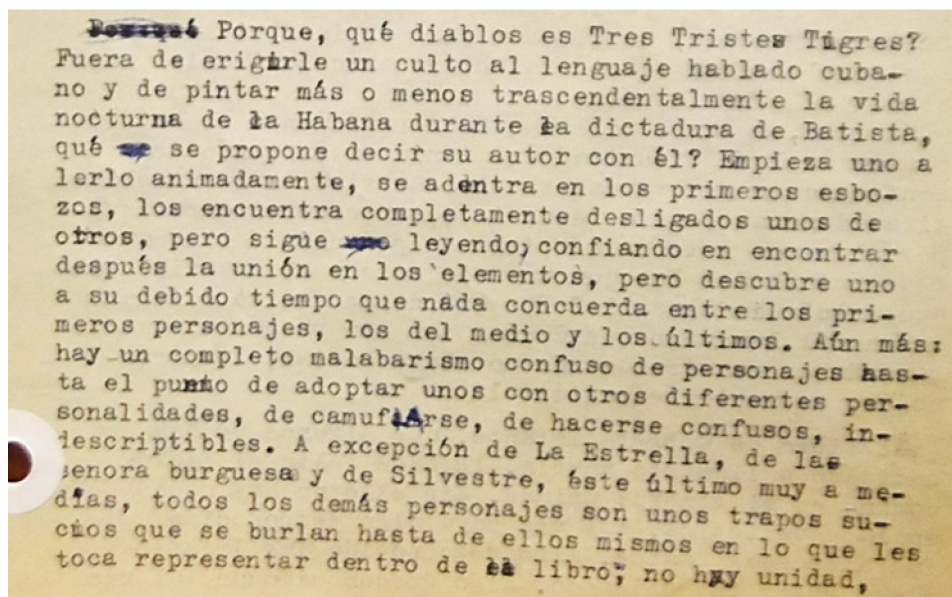 Porque, qué diablos es Tres Tristes Tigres?
Fuera de erigirle un culto al lenguaje hablado cuba-
no y de pintar más o menos trascendentalmente la vida
nocturna de la Habana durante la dictadura de Batista,
qué se propone decir su autor con él? Empieza uno a
lerlo animadamente, se adentra en los primeros esbo-
zos, los encuentra completamente desligados unos de
otros, pero sigue leyendo, confiando en encontrar
después la unión en los elementos, pero descubre uno
a su debido tiempo que nada concuerda entre los pri-
meros personajes, los del medio y los últimos. Aún más:
hay un completo malabarismo confuso de personajes has-
ta el punto de adoptar unos con otros diferentes per-
sonalidades, de camuflArse, de hacerse confusos, in-
descriptibles. A excepción de La Estrella, de las
senora burguesa y de Silvestre, éste último muy a me-
dias, todos los demás personajes son unos trapos su-
cios que se burlan hasta de ellos mismos en lo que les
toca representar dentro de el libro; no hay unidad,